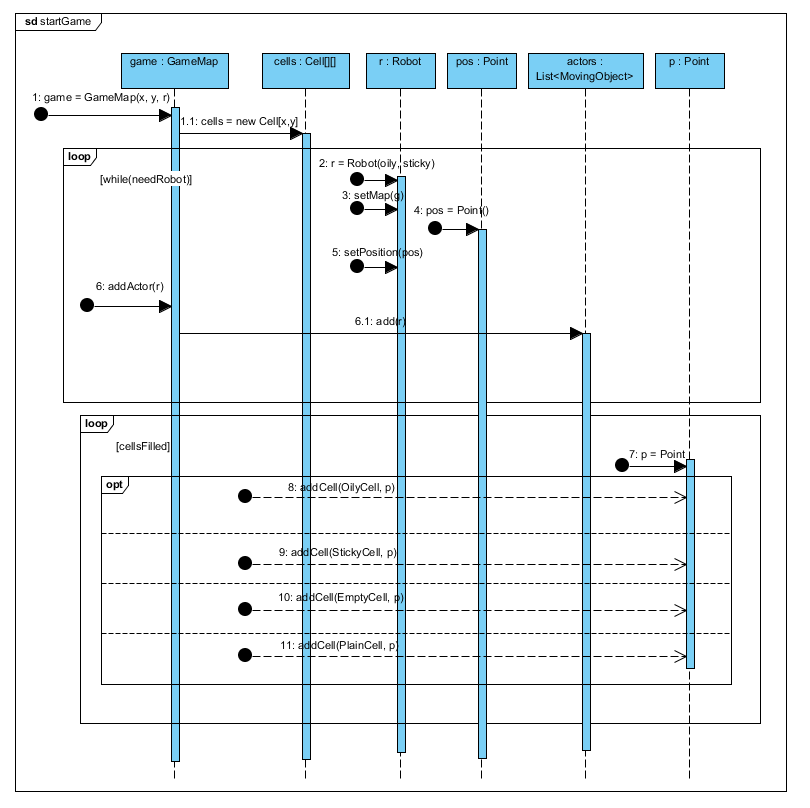 sd startGame
game : GameMap
cells : Cell[][]
r : Robot
pos : Point
actors :
List<MovingObject>
p : Point
1: game = GameMap(x, y, r)
1.1: cells = new Cell[x,y]
loop
[while(needRobot)]
2: r = Robot(oily, sticky)
3: setMap(g)
4: pos = Point()
5: setPosition(pos)
6: addActor(r)
6.1: add(r)
loop
[cellsFilled]
7: p = Point
opt
8: addCell(OilyCell, p)
9: addCell(StickyCell, p)
10: addCell(EmptyCell, p)
11: addCell(PlainCell, p)